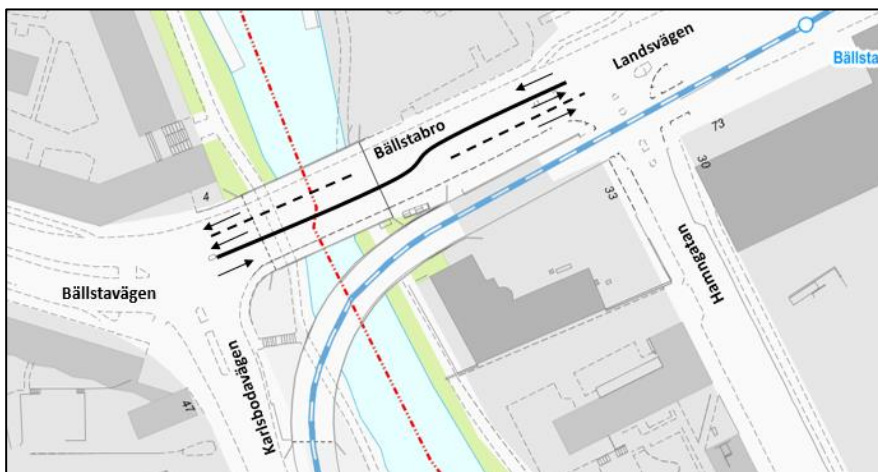 Landsvägen
Bällsta
Bällstabro
73
30
4
33
Hamngatan
Bällstavägen
Karlsbodavägen
47